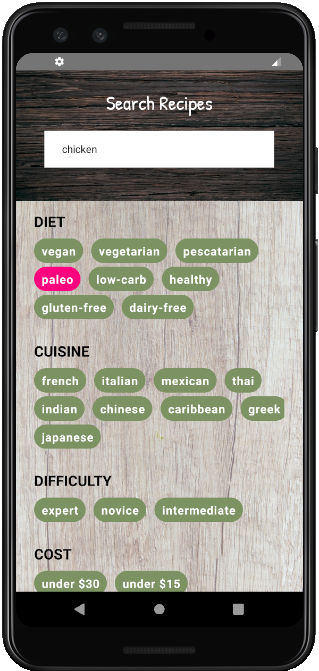 Search Recipes
chicken
DIET
vegan vegetarian pescatarian
paleo low-carb healthy
gluten-free dairy-free
CUISINE
french italian mexican thai
indian chinese caribbean greek
japanese
DIFFICULTY
expert novice intermediate
COST
under $30 under $15